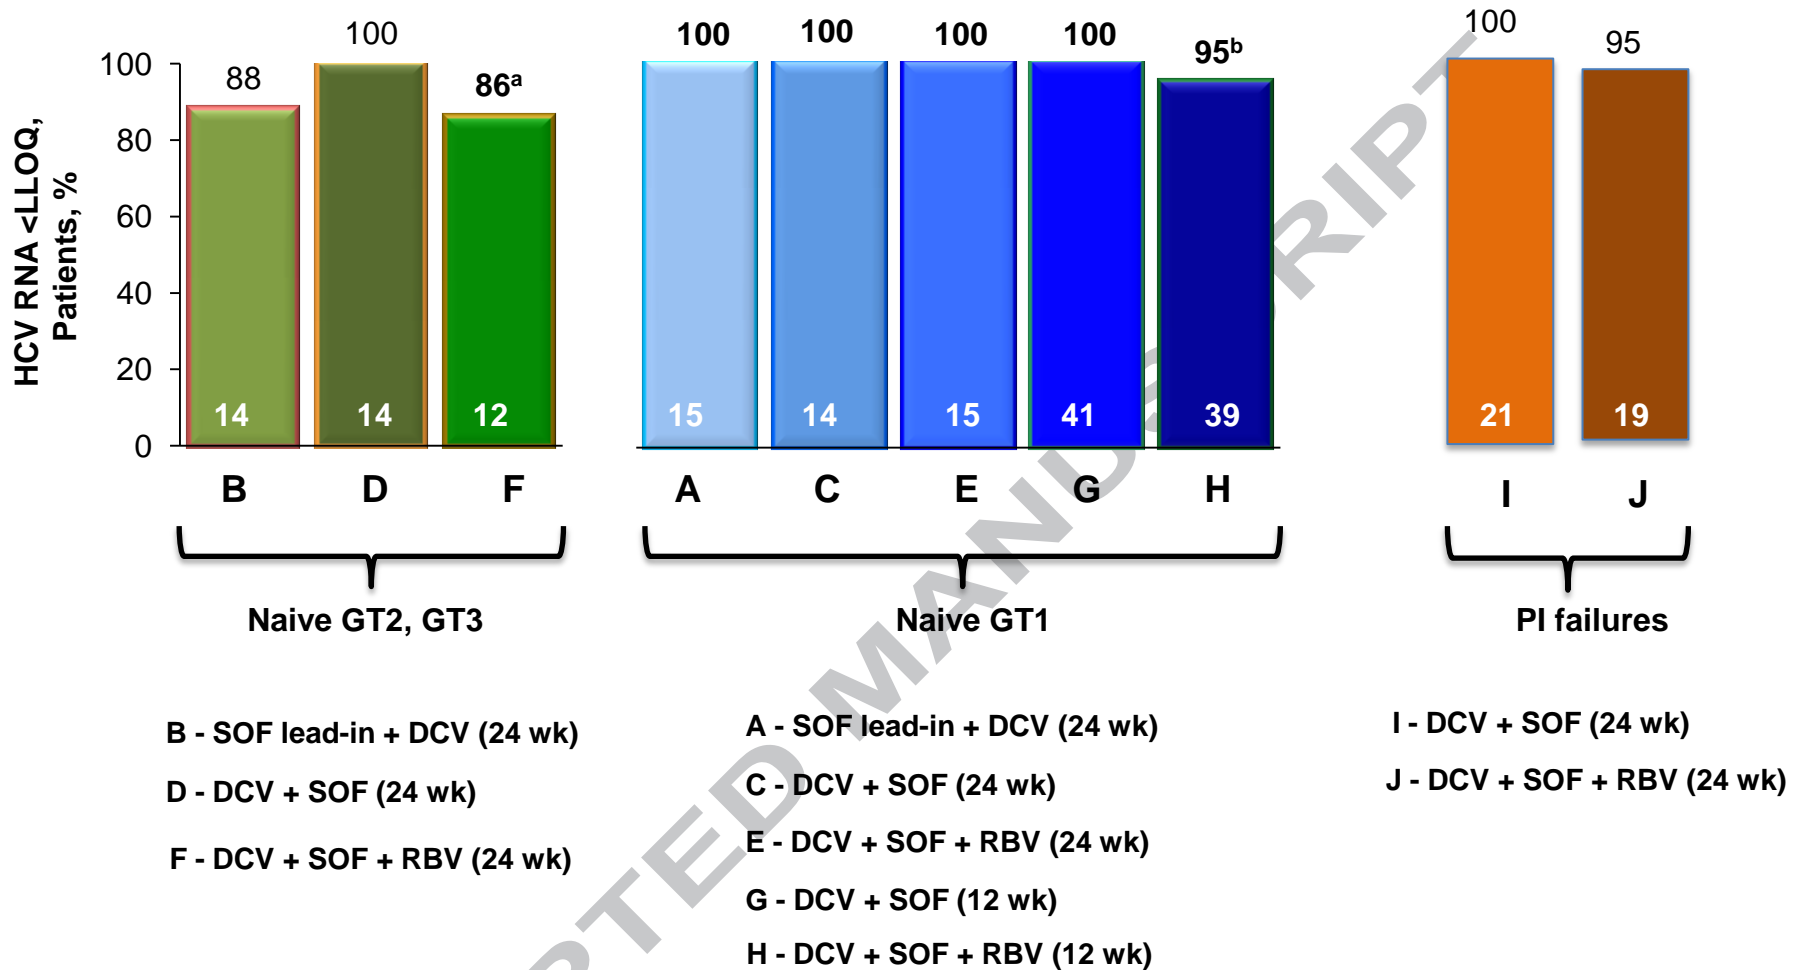 HCV RNA <LLOQ,
Patients, %
100
80
60
40
20
0
88
100
86a
100
100
100
100
95b
100
95
14
14
12
15
14
15
41
39
21
19
B
D
F
A
C
E
G
H
I
J
Naive GT2, GT3
Naive GT1
PI failures
B - SOF lead-in + DCV (24 wk)
D - DCV + SOF (24 wk)
F - DCV + SOF + RBV (24 wk)
A - SOF lead-in + DCV (24 wk)
C - DCV + SOF (24 wk)
E - DCV + SOF + RBV (24 wk)
G - DCV + SOF (12 wk)
H - DCV + SOF + RBV (12 wk)
I - DCV + SOF (24 wk)
J - DCV + SOF + RBV (24 wk)